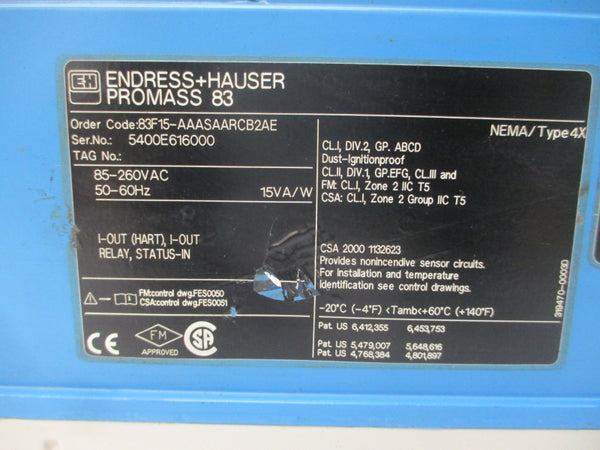 EH
ENDRESS+HAUSER
PROMASS 83
Order Code:83F15-AAASAARCB2AE
Ser.No.: 5400E616000
TAG No.:
85-260VAC
50-60Hz 15VA/W
I-OUT (HART), I-OUT
RELAY, STATUS-IN
FM:control dwg.FES0050
CSA:control dwg.FES0051
CE
FM
APPROVED
SA
NEMA/Type4X
CL.I, DIV.2, GP. ABCD
Dust-Ignitionproof
CL.II, DIV.1, GP.EFG, CL.III and
FM: CL.I, Zone 2 IIC T5
CSA: CL.I, Zone 2 Group IIC T5
CSA 2000 1132623
Provides nonincendive sensor circuits.
For installation and temperature
identification see control drawings.
-20°C (-4°F) <Tamb<+60°C (+140°F)
Pat. US 6,412,355 6,453,753
Pat. US 5,479,007 5,648,616
Pat. US 4,768,384 4,801,897
319470-0003D